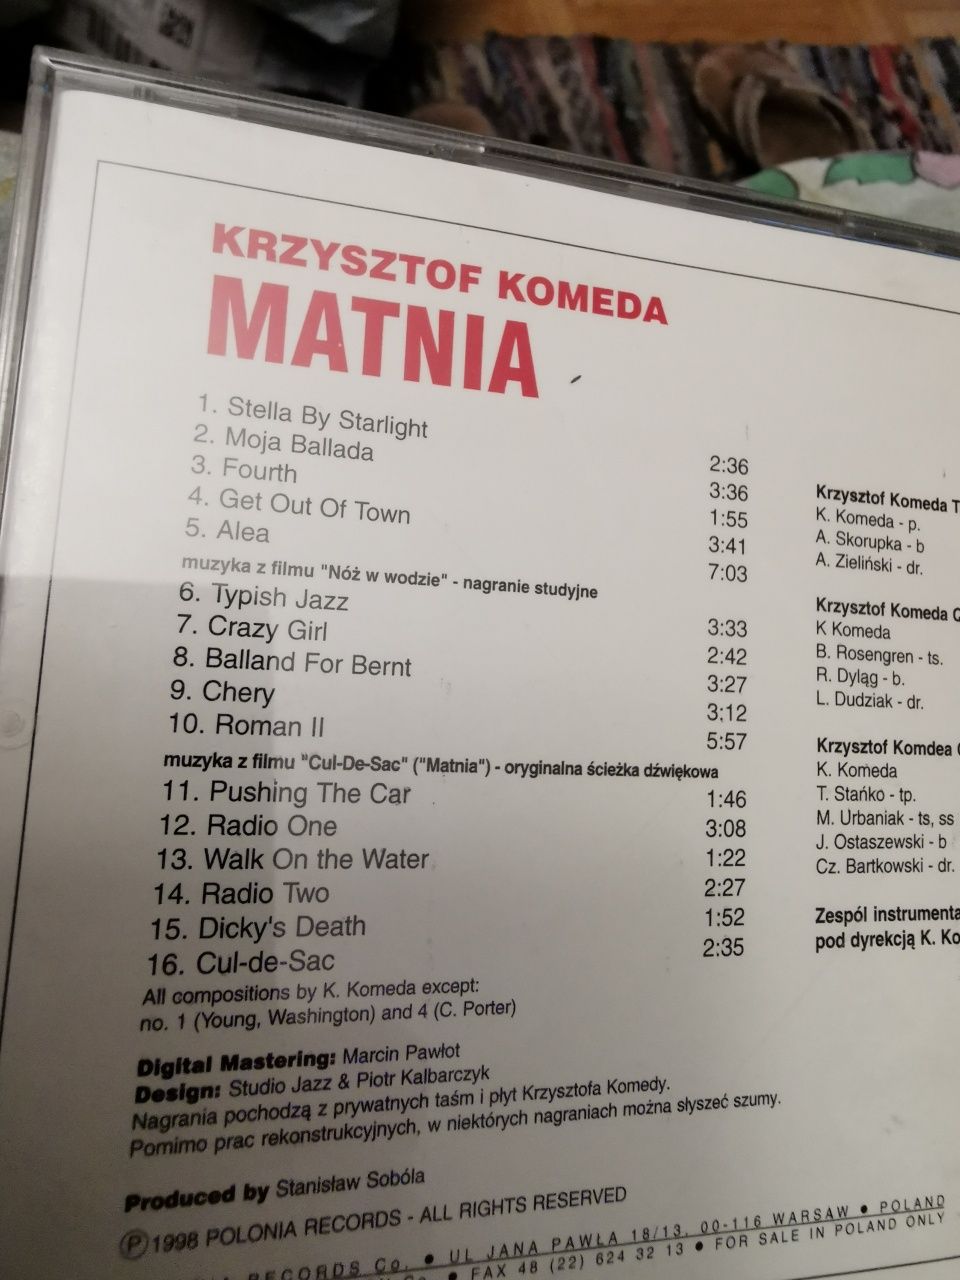 KRZYSZTOF KOMEDA
MATNIA
1. Stella By Starlight 2:36
2. Moja Ballada 3:36
3. Fourth 1:55
4. Get Out Of Town 3:41
5. Alea 7:03
muzyka z filmu "Nóż w wodzie" - nagranie studyjne
6. Typish Jazz 3:33
7. Crazy Girl 2:42
8. Balland For Bernt 3:27
9. Chery 3:12
10. Roman II 5:57
muzyka z filmu "Cul-De-Sac" ("Matnia") - oryginalna ścieżka dźwiękowa
11. Pushing The Car 1:46
12. Radio One 3:08
13. Walk On the Water 1:22
14. Radio Two 2:27
15. Dicky's Death 1:52
16. Cul-de-Sac 2:35
All compositions by K. Komeda except:
no. 1 (Young, Washington) and 4 (C. Porter)
Digital Mastering: Marcin Pawłot
Design: Studio Jazz & Piotr Kalbarczyk
Nagrania pochodzą z prywatnych taśm i płyt Krzysztofa Komedy.
Pomimo prac rekonstrukcyjnych, w niektórych nagraniach można słyszeć szumy.
Produced by Stanisław Sobóla
℗ 1998 POLONIA RECORDS - ALL RIGHTS RESERVED
RECORDS Co. ● UL JANA PAWŁA 18/13, 00-116 WARSAW ● POLAND
● FAX 48 (22) 624 32 13 ● FOR SALE IN POLAND ONLY
Krzysztof Komeda T
K. Komeda - p.
A. Skorupka - b
A. Zieliński - dr.
Krzysztof Komeda
K Komeda
B. Rosengren - ts.
R. Dyląg - b.
L. Dudziak - dr.
Krzysztof Komdea
K. Komeda
T. Stańko - tp.
M. Urbaniak - ts, ss
J. Ostaszewski - b
Cz. Bartkowski - dr.
Zespól instrumenta
pod dyrekcją K. Ko